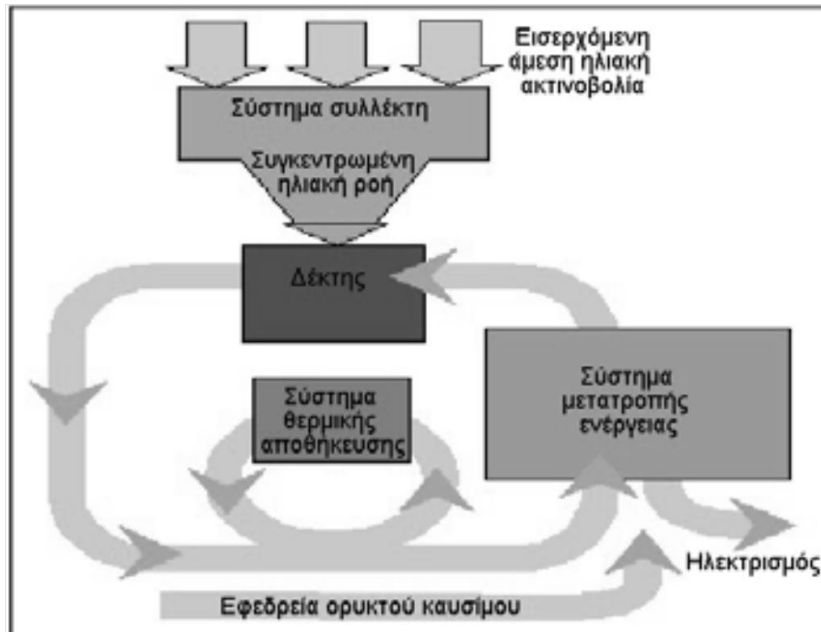 Εισερχόμενη
άμεση ηλιακή
ακτινοβολία
Σύστημα συλλέκτη
Συγκεντρωμένη
ηλιακή ροή
Δέκτης
Σύστημα
θερμικής
αποθήκευσης
Σύστημα
μετατροπής
ενέργειας
Ηλεκτρισμός
Εφεδρεία ορυκτού καυσίμου